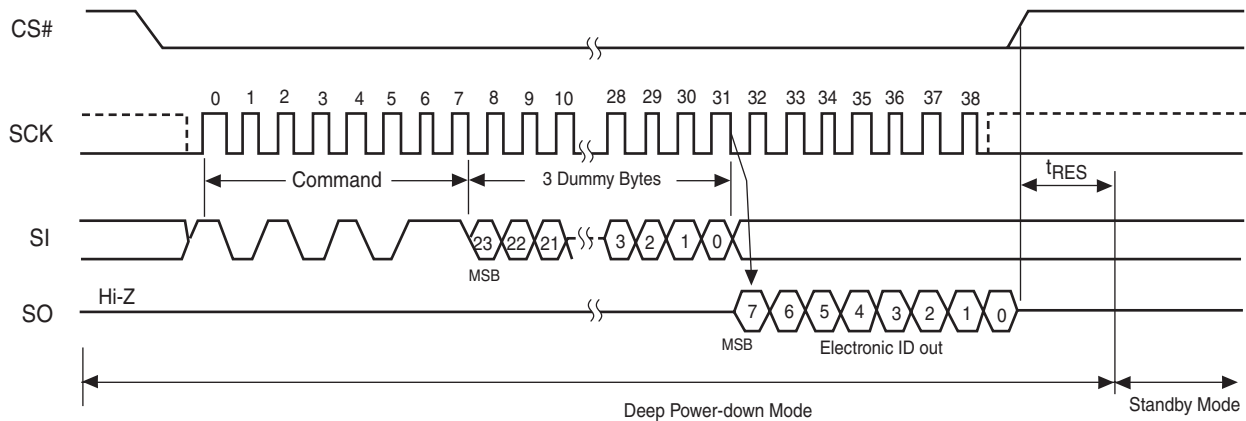 CS#
0 1 2 3 4 5 6 7 8 9 10 28 29 30 31 32 33 34 35 36 37 38
SCK
Command
3 Dummy Bytes
tRES
SI
23 22 21 3 2 1 0
MSB
Hi-Z
SO
7 6 5 4 3 2 1 0
MSB
Electronic ID out
Deep Power-down Mode
Standby Mode